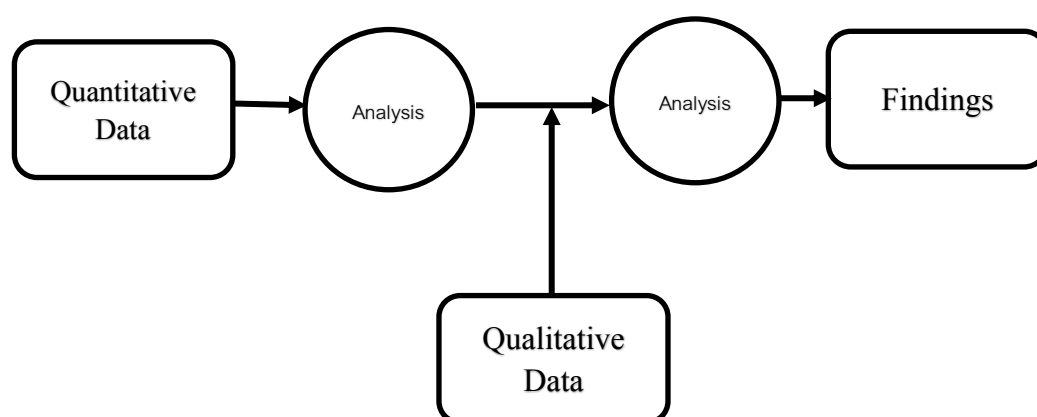 Quantitative
Data
Analysis
Analysis
Findings
Qualitative
Data